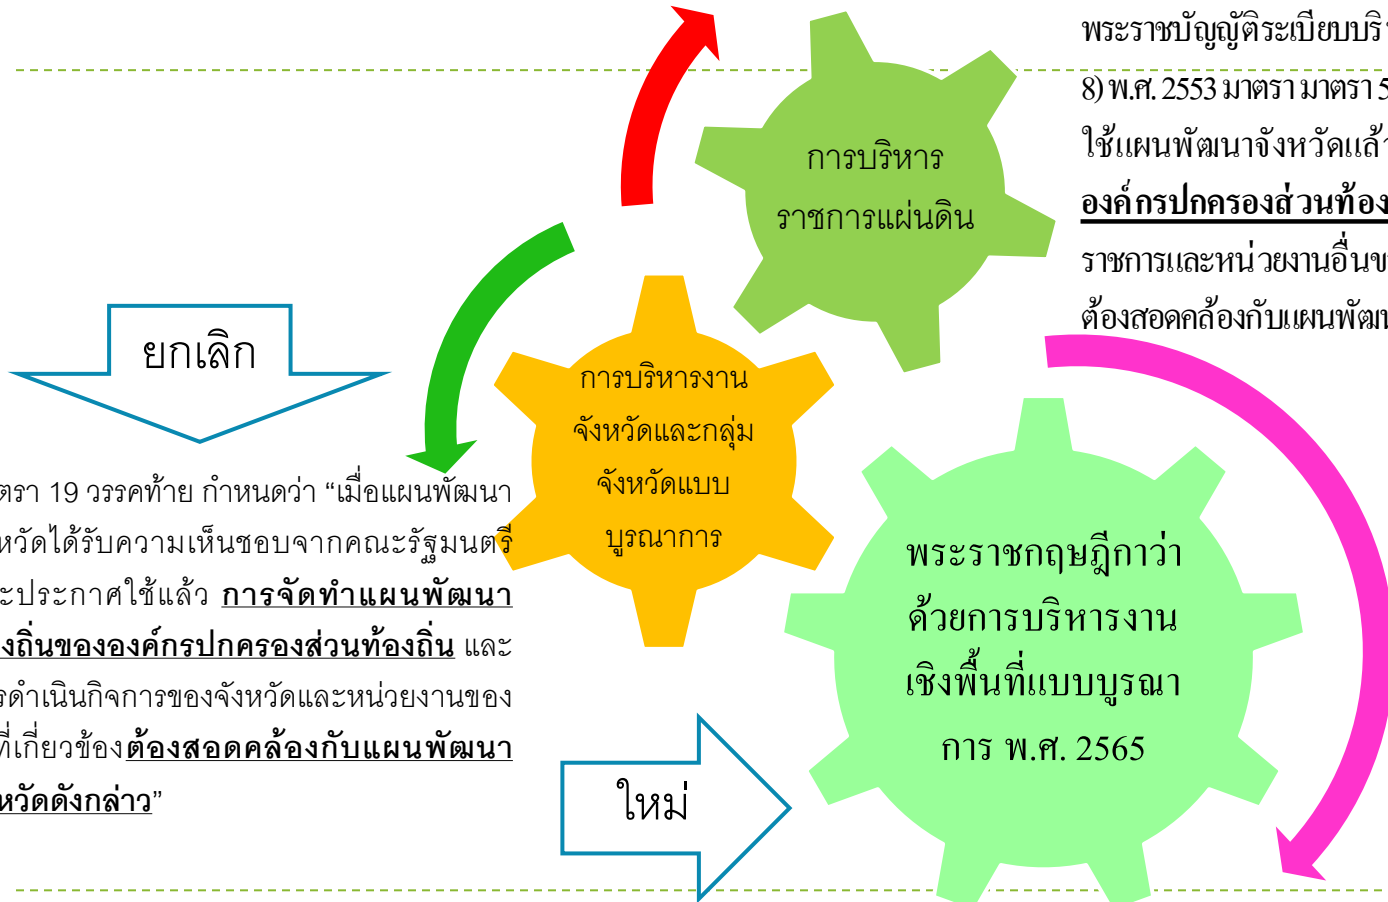 พระราชบัญญัติระเบียบบริ
8) พ.ศ. 2553 มาตรา มาตรา 5
ใช้แผนพัฒนาจังหวัดแล้ว
องค์กรปกครองส่วนท้อง
ราชการและหน่วยงานอื่นข
ต้องสอดคล้องกับแผนพัฒน
การบริหาร
ราชการแผ่นดิน
ยกเลิก
การบริหารงาน
จังหวัดและกลุ่ม
จังหวัดแบบ
บูรณาการ
ตรา 19 วรรคท้าย กำหนดว่า “เมื่อแผนพัฒนา
หวัดได้รับความเห็นชอบจากคณะรัฐมนตรี
ะประกาศใช้แล้ว การจัดทำแผนพัฒนา
งถิ่นขององค์กรปกครองส่วนท้องถิ่น และ
รดำเนินกิจการของจังหวัดและหน่วยงานของ
ที่เกี่ยวข้องต้องสอดคล้องกับแผนพัฒนา
หวัดดังกล่าว”
พระราชกฤษฎีกาว่า
ด้วยการบริหารงาน
เชิงพื้นที่แบบบูรณา
การ พ.ศ. 2565
ใหม่